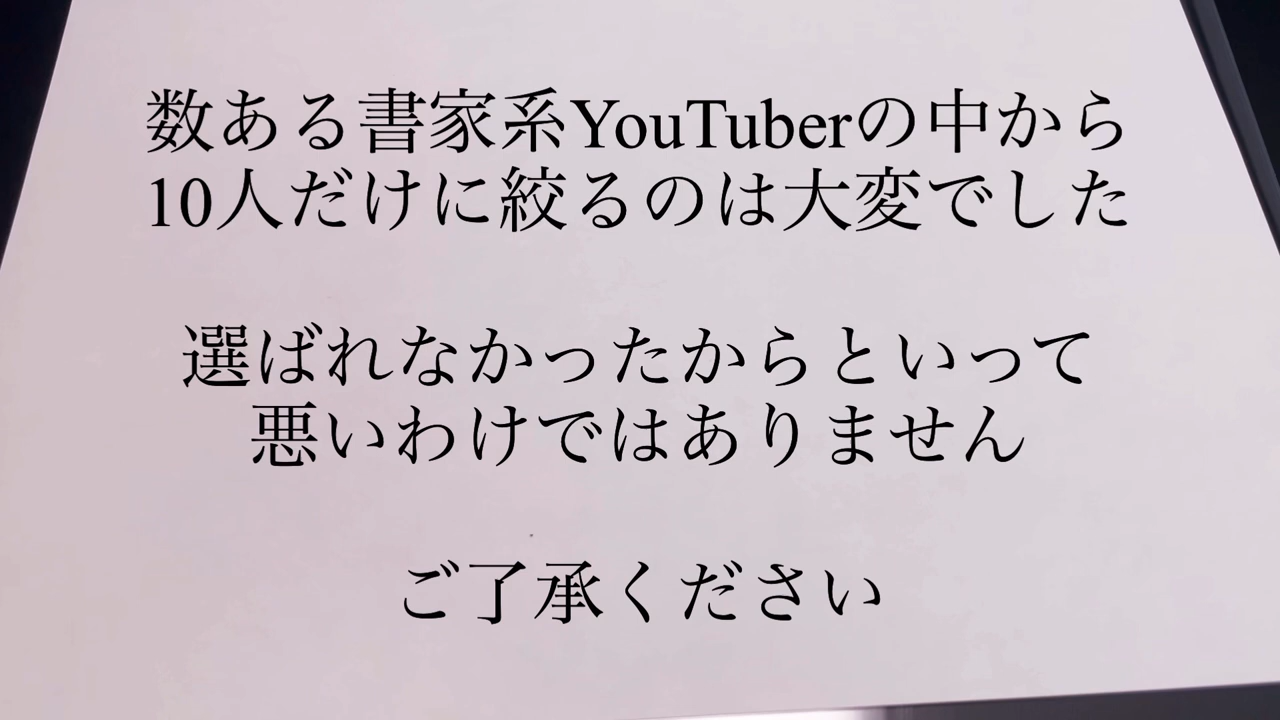 数ある書家系YouTuberの中から
10人だけに絞るのは大変でした
選ばれなかったからといって
悪いわけではありません
ご了承ください